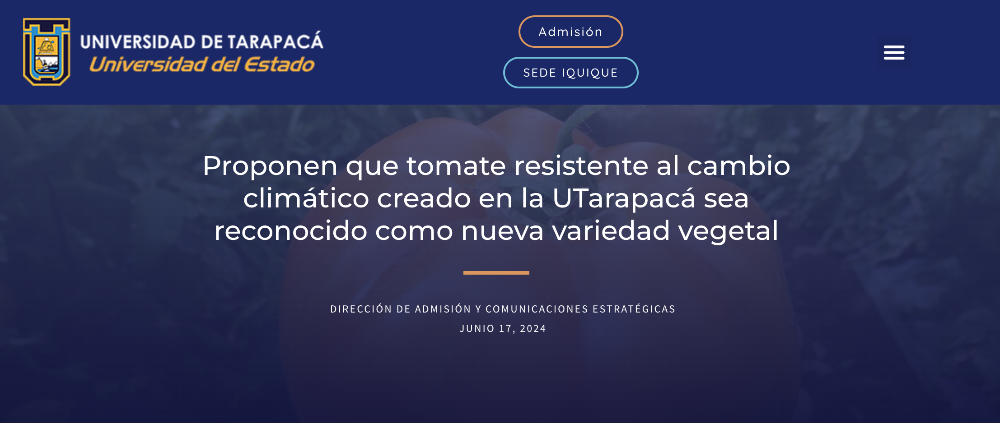 UNIVERSIDAD DE TARAPACÁ
Universidad del Estado
Admisión
SEDE IQUIQUE
Proponen que tomate resistente al cambio
climático creado en la UTarapacá sea
reconocido como nueva variedad vegetal
DIRECCIÓN DE ADMISIÓN Y COMUNICACIONES ESTRATÉGICAS
JUNIO 17, 2024